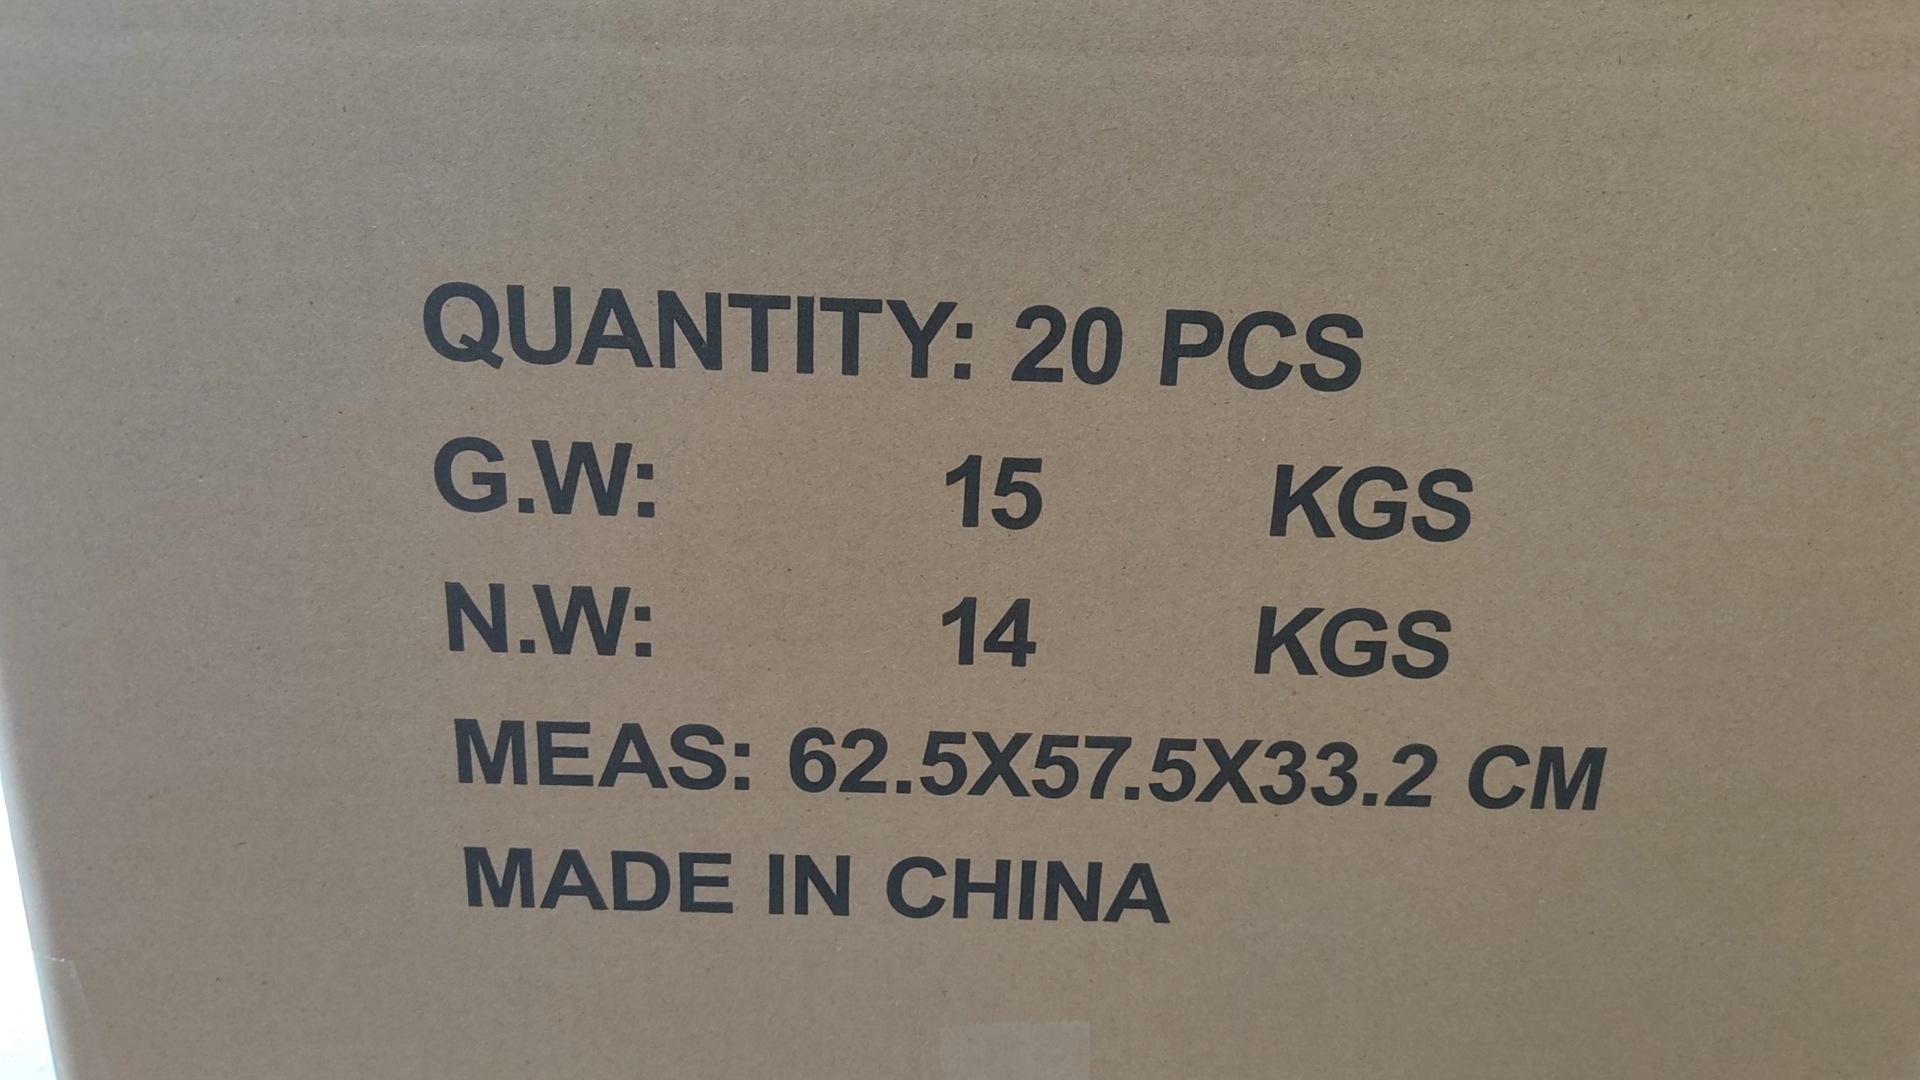 QUANTITY: 20 PCS
G.W: 15 KGS
N.W: 14 KGS
MEAS: 62.5X57.5X33.2 CM
MADE IN CHINA